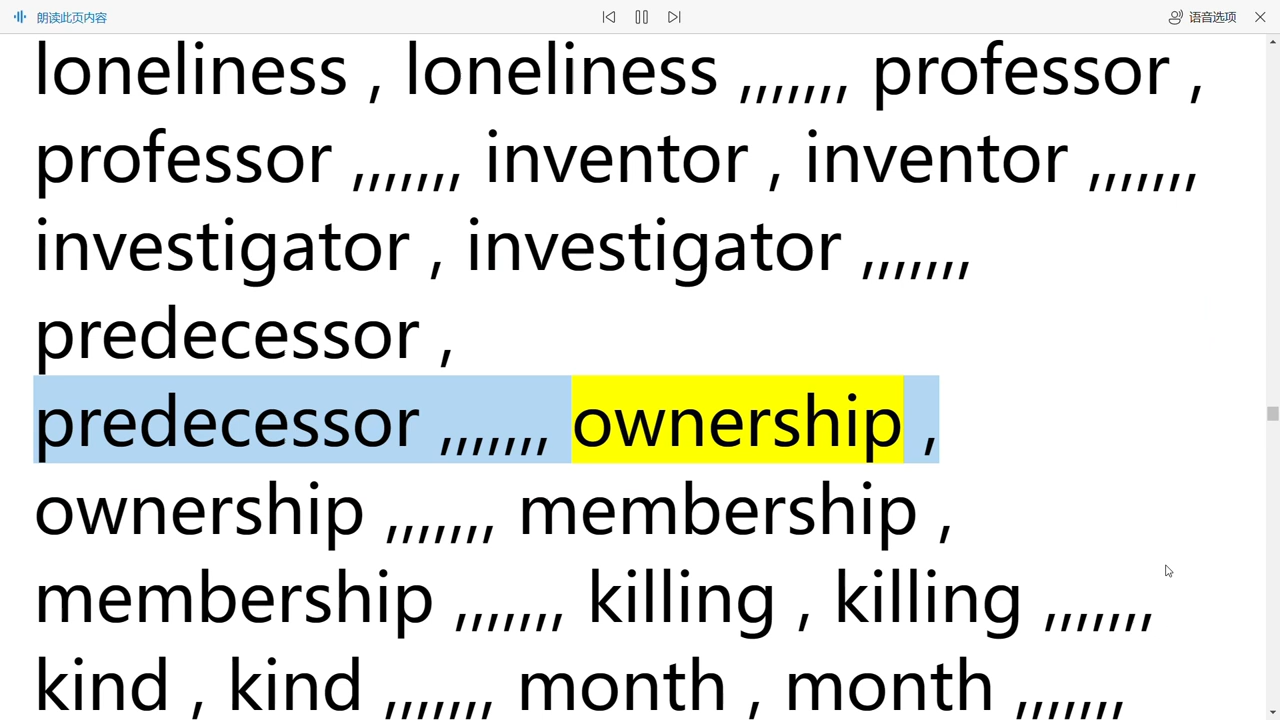 朗读此页内容 语音选项
loneliness , loneliness ,,,,,,, professor ,
professor ,,,,,,, inventor , inventor ,,,,,,,
investigator , investigator ,,,,,,,
predecessor ,
predecessor ,,,,,,, ownership ,
ownership ,,,,,,, membership ,
membership ,,,,,,, killing , killing ,,,,,,,
kind , kind ,,,,,,, month , month ,,,,,,,